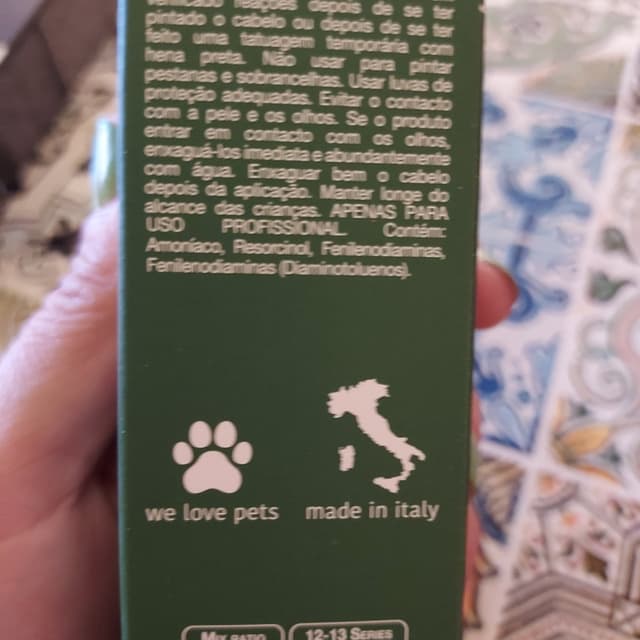 verificado reações depois de se ter
pintado o cabelo ou depois de se ter
feito uma tatuagem temporária com
hena preta. Não usar para pintar
pestanas e sobrancelhas. Usar luvas de
proteção adequadas. Evitar o contacto
com a pele e os olhos. Se o produto
entrar em contacto com os olhos,
enxaguá-los imediata e abundantemente
com água. Enxaguar bem o cabelo
depois da aplicação. Manter longe do
alcance das crianças. APENAS PARA
USO PROFISSIONAL. Contém:
Amoníaco, Resorcinol, Fenilenodiaminas,
Fenilenodiaminas (Diaminotoluenos).
we love pets
made in italy
MIX RATIO
12-13 SERIES